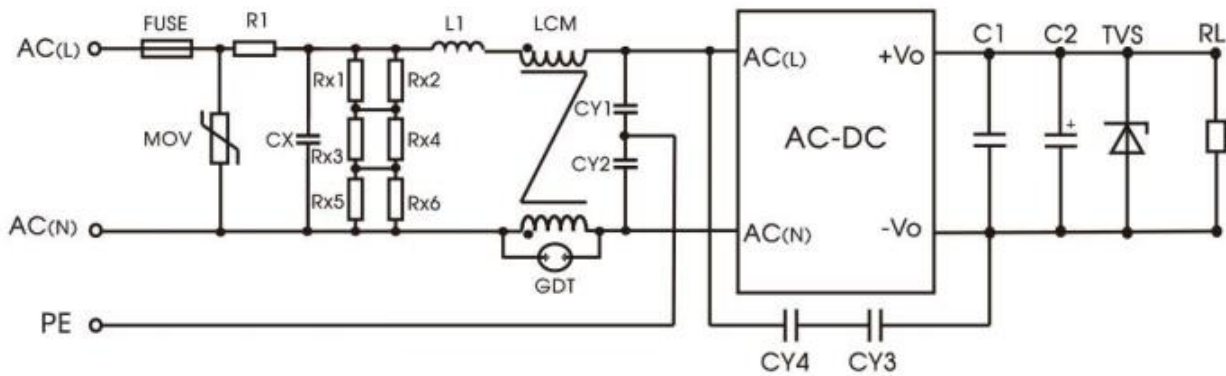 FUSE R1 L1 LCM C1 C2 TVS RL
AC(L) AC(L) +Vo
Rx1 Rx2
CY1
MOV CX Rx3 Rx4 AC-DC +
CY2
Rx5 Rx6
AC(N) AC(N) -Vo
GDT
PE
CY4 CY3